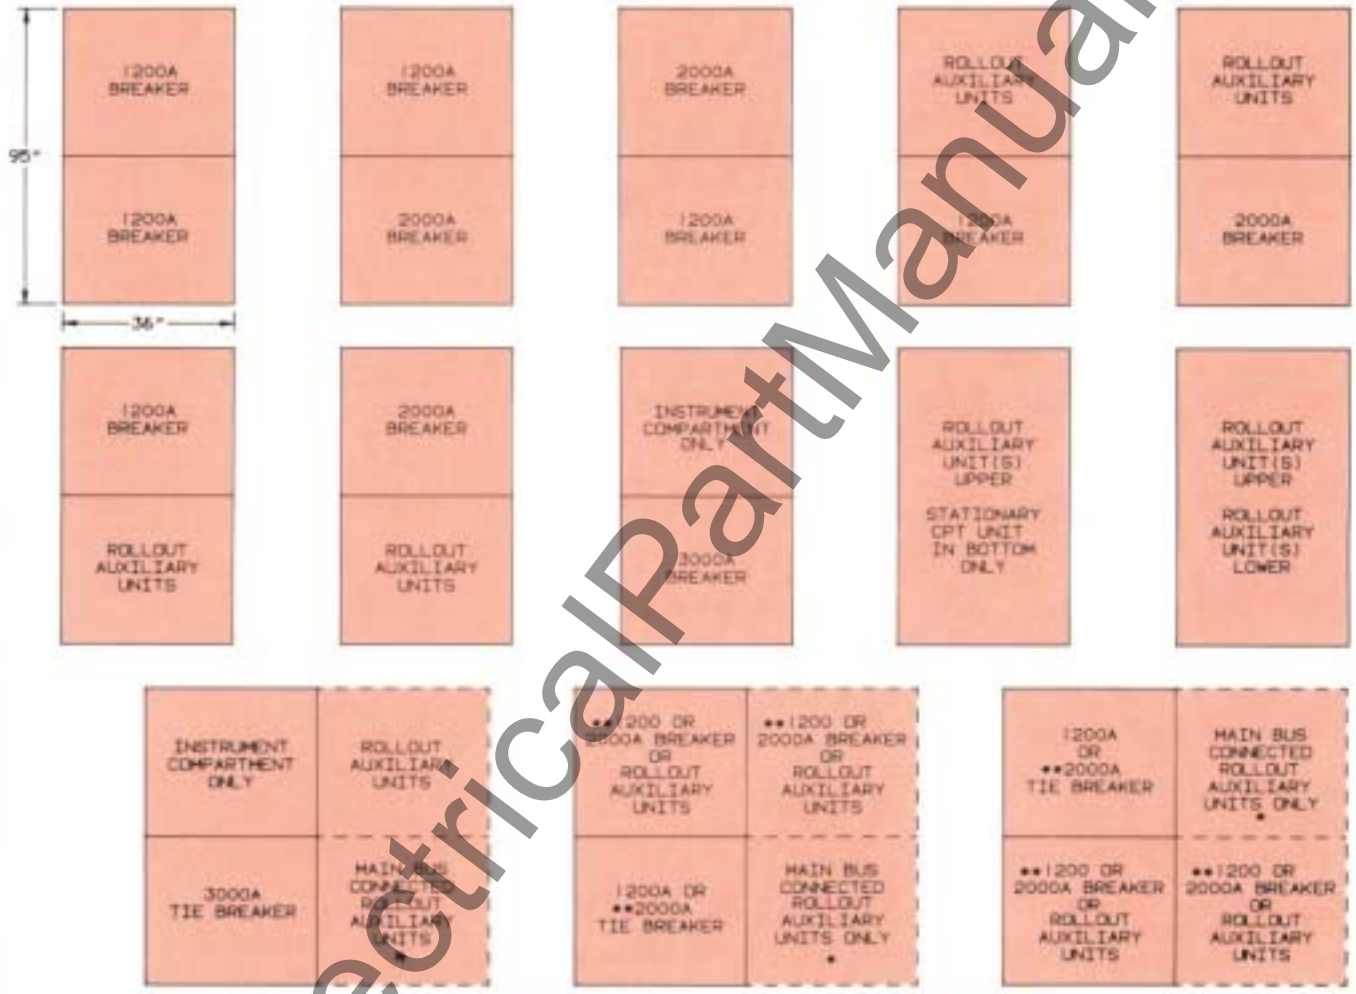 1200A
BREAKER
1200A
BREAKER
95"
36"
1200A
BREAKER
2000A
BREAKER
2000A
BREAKER
1200A
BREAKER
ROLLOUT
AUXILIARY
UNITS
1200A
BREAKER
ROLLOUT
AUXILIARY
UNITS
2000A
BREAKER
1200A
BREAKER
ROLLOUT
AUXILIARY
UNITS
2000A
BREAKER
ROLLOUT
AUXILIARY
UNITS
INSTRUMENT
COMPARTMENT
ONLY
3000A
BREAKER
ROLLOUT
AUXILIARY
UNIT(S)
UPPER
STATIONARY
CPT UNIT
IN BOTTOM
ONLY
ROLLOUT
AUXILIARY
UNIT(S)
UPPER
ROLLOUT
AUXILIARY
UNIT(S)
LOWER
INSTRUMENT
COMPARTMENT
ONLY
ROLLOUT
AUXILIARY
UNITS
3000A
TIE BREAKER
MAIN BUS
CONNECTED
ROLLOUT
AUXILIARY
UNITS
*
**1200 OR
2000A BREAKER
OR
ROLLOUT
AUXILIARY
UNITS
**1200 OR
2000A BREAKER
OR
ROLLOUT
AUXILIARY
UNITS
1200A OR
**2000A
TIE BREAKER
MAIN BUS
CONNECTED
ROLLOUT
AUXILIARY
UNITS ONLY
*
1200A
OR
**2000A
TIE BREAKER
MAIN BUS
CONNECTED
ROLLOUT
AUXILIARY
UNITS ONLY
*
**1200 OR
2000A BREAKER
OR
ROLLOUT
AUXILIARY
UNITS
**1200 OR
2000A BREAKER
OR
ROLLOUT
AUXILIARY
UNITS
ectricalPartManual